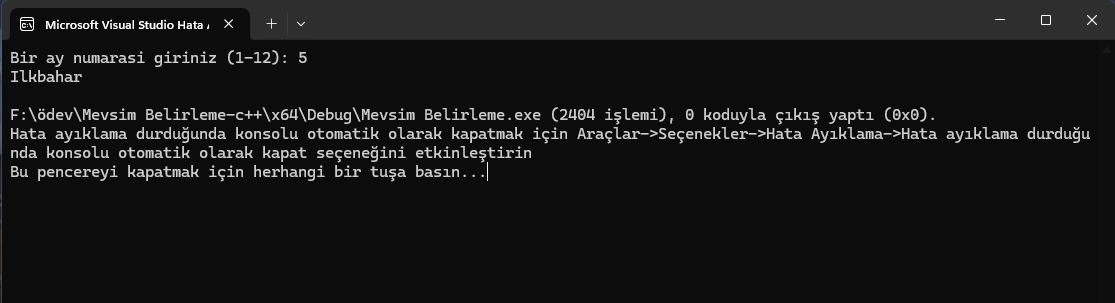 Microsoft Visual Studio Hata
Bir ay numarasi giriniz (1-12): 5
Ilkbahar
F:\ödev\Mevsim Belirleme-c++\x64\Debug\Mevsim Belirleme.exe (2404 işlemi), 0 koduyla çıkış yaptı (0x0).
Hata ayıklama durduğunda konsolu otomatik olarak kapatmak için Araçlar->Seçenekler->Hata Ayıklama->Hata ayıklama durduğu
nda konsolu otomatik olarak kapat seçeneğini etkinleştirin
Bu pencereyi kapatmak için herhangi bir tuşa basın...